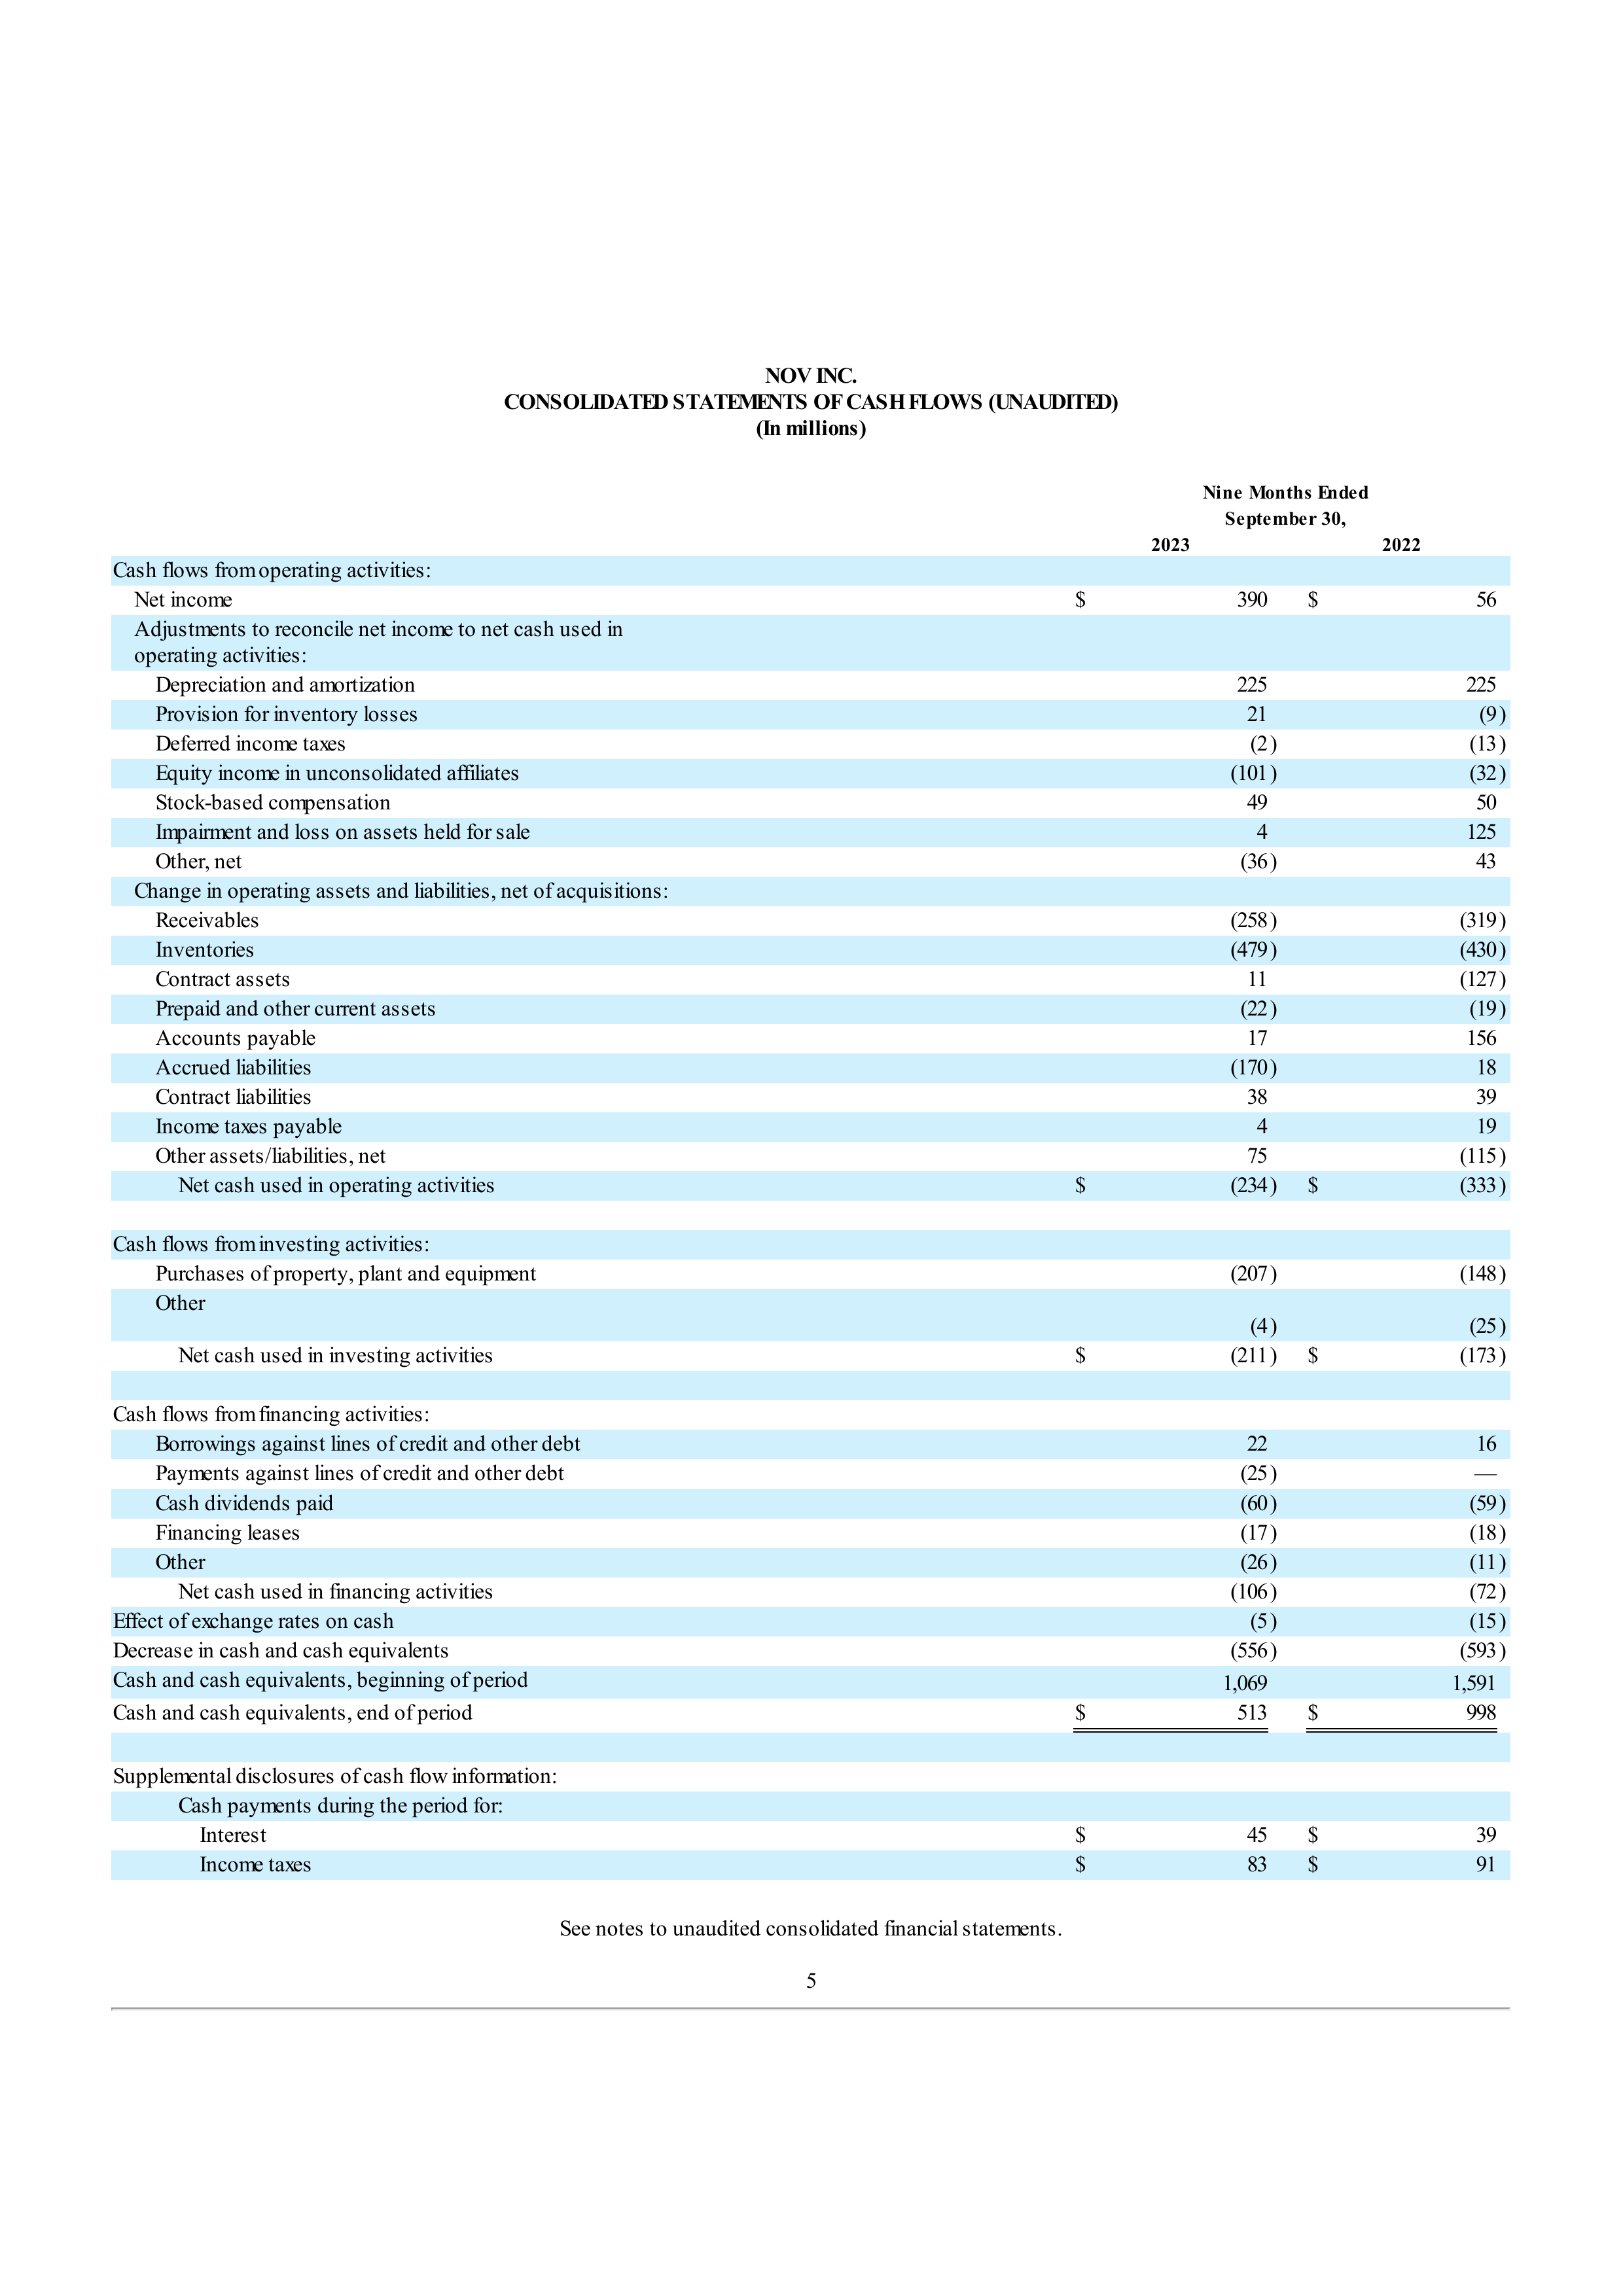 NOV INC.
CONSOLIDATED STATEMENTS OF CASH FLOWS (UNAUDITED)
(In millions)
Nine Months Ended
September 30,
2023 2022
Cash flows from operating activities:
Net income $ 390 $ 56
Adjustments to reconcile net income to net cash used in
operating activities:
Depreciation and amortization 225 225
Provision for inventory losses 21 (9)
Deferred income taxes (2) (13)
Equity income in unconsolidated affiliates (101) (32)
Stock-based compensation 49 50
Impairment and loss on assets held for sale 4 125
Other, net (36) 43
Change in operating assets and liabilities, net of acquisitions:
Receivables (258) (319)
Inventories (479) (430)
Contract assets 11 (127)
Prepaid and other current assets (22) (19)
Accounts payable 17 156
Accrued liabilities (170) 18
Contract liabilities 38 39
Income taxes payable 4 19
Other assets/liabilities, net 75 (115)
Net cash used in operating activities $ (234) $ (333)
Cash flows from investing activities:
Purchases of property, plant and equipment (207) (148)
Other
(4) (25)
Net cash used in investing activities $ (211) $ (173)
Cash flows from financing activities:
Borrowings against lines of credit and other debt 22 16
Payments against lines of credit and other debt (25) —
Cash dividends paid (60) (59)
Financing leases (17) (18)
Other (26) (11)
Net cash used in financing activities (106) (72)
Effect of exchange rates on cash (5) (15)
Decrease in cash and cash equivalents (556) (593)
Cash and cash equivalents, beginning of period 1,069 1,591
Cash and cash equivalents, end of period $ 513 $ 998
Supplemental disclosures of cash flow information:
Cash payments during the period for:
Interest $ 45 $ 39
Income taxes $ 83 $ 91
See notes to unaudited consolidated financial statements.
5